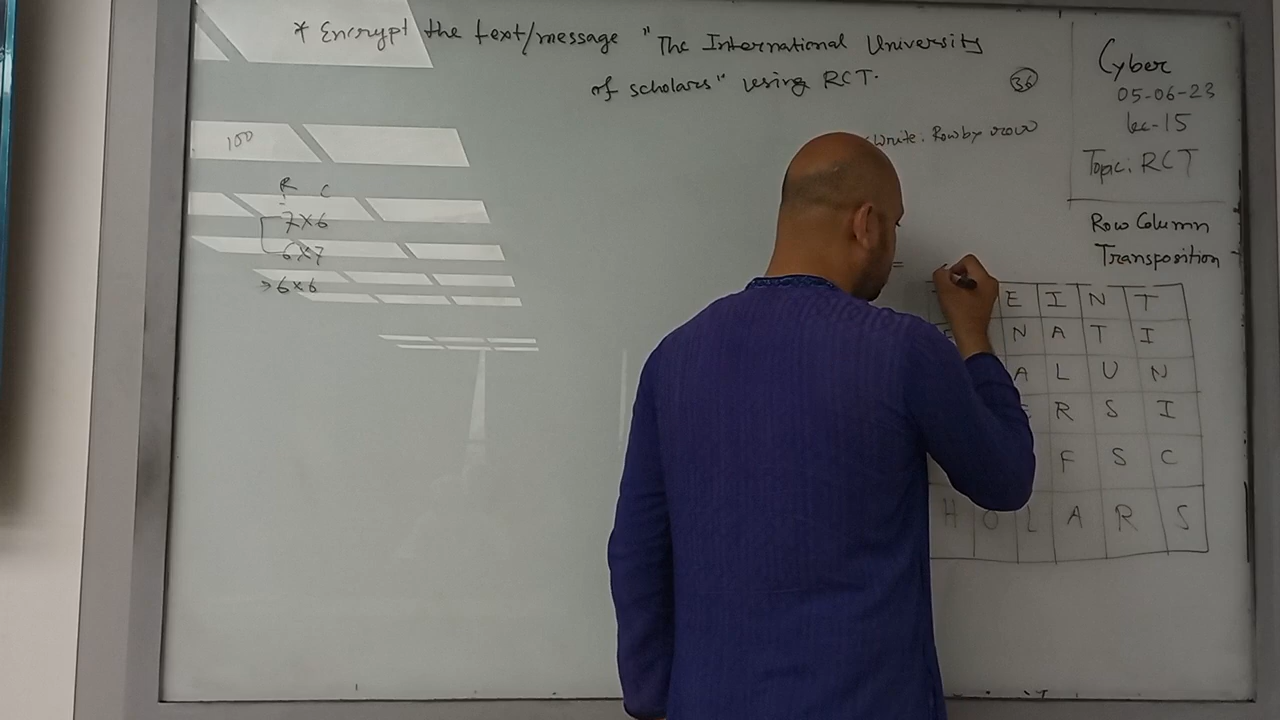 * Encrypt the text/message "The International University
of scholars" using RCT.
36
Cyber
05-06-23
Lec-15
Topic: RCT
Write. Row by row
100
R C
7×6
6×7
→6×6
Row Column
Transposition
=
E I N T
N A T I
A L U N
R S I
F S C
H O L A R S